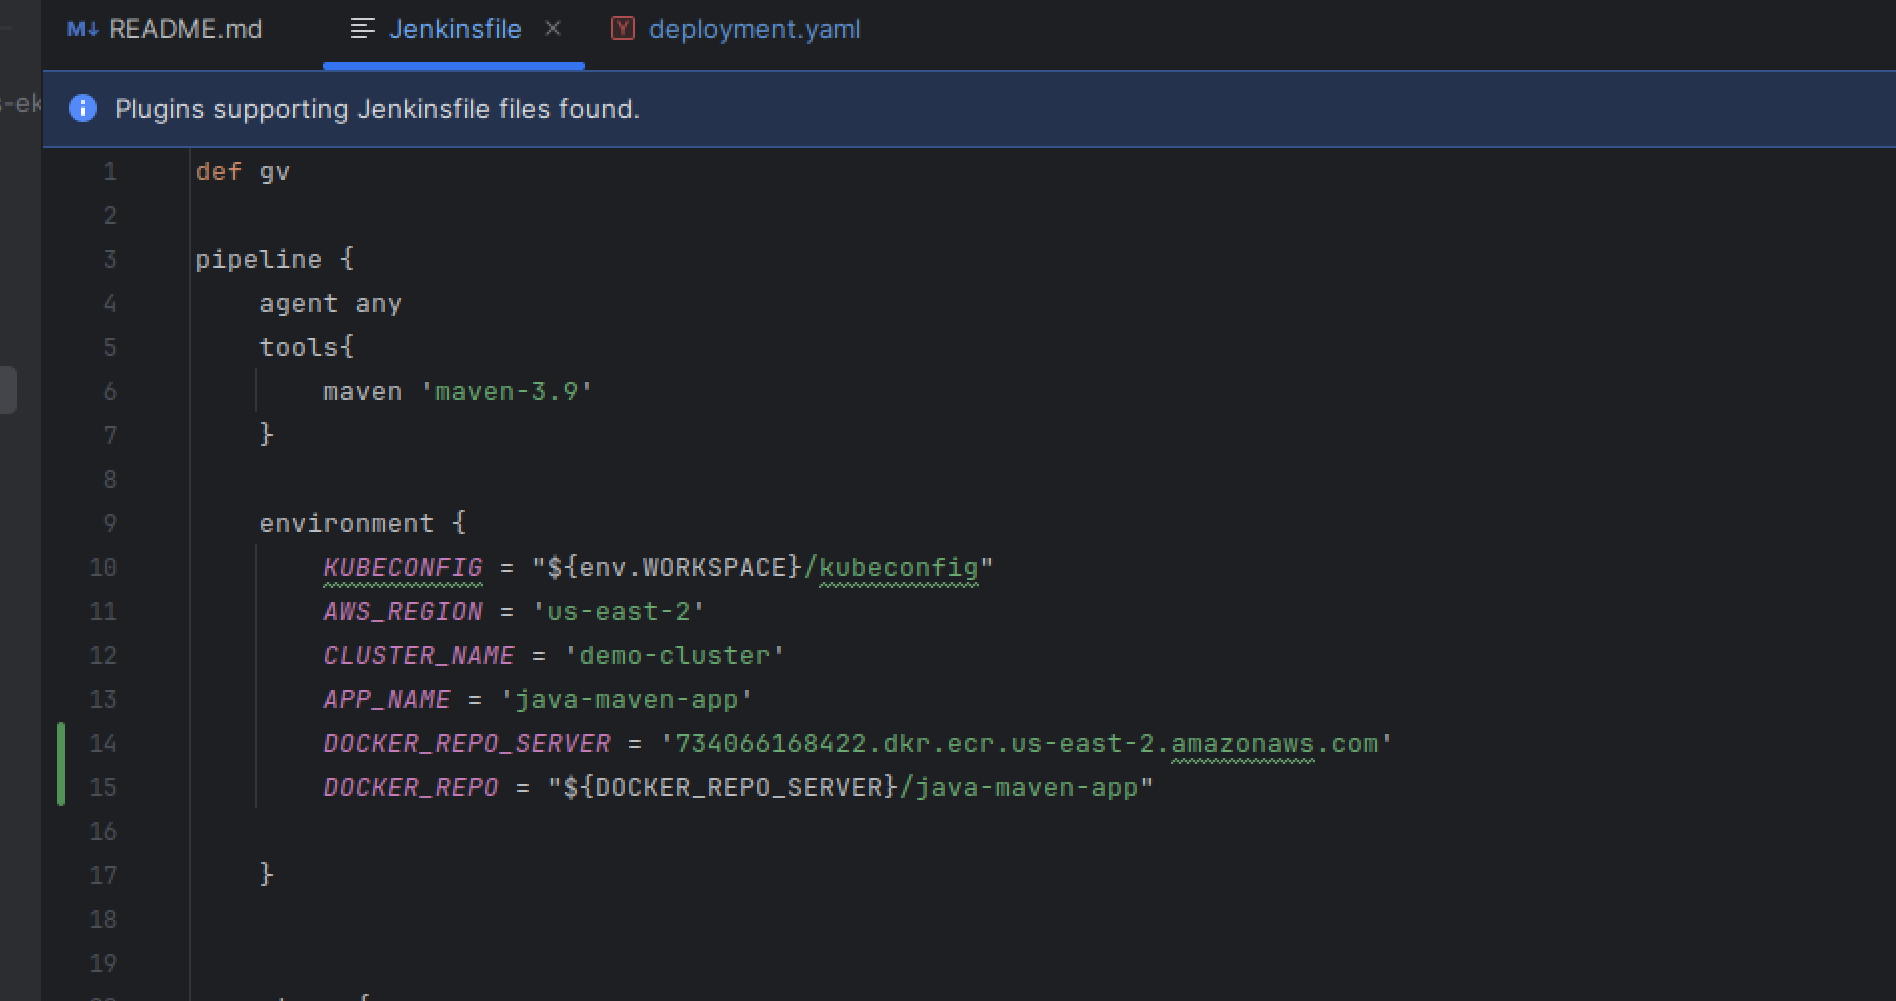 README.md Jenkinsfile deployment.yaml
Plugins supporting Jenkinsfile files found.
1 def gv
2
3 pipeline {
4 agent any
5 tools{
6 maven 'maven-3.9'
7 }
8
9 environment {
10 KUBECONFIG = "${env.WORKSPACE}/kubeconfig"
11 AWS_REGION = 'us-east-2'
12 CLUSTER_NAME = 'demo-cluster'
13 APP_NAME = 'java-maven-app'
14 DOCKER_REPO_SERVER = '734066168422.dkr.ecr.us-east-2.amazonaws.com'
15 DOCKER_REPO = "${DOCKER_REPO_SERVER}/java-maven-app"
16
17 }
18
19